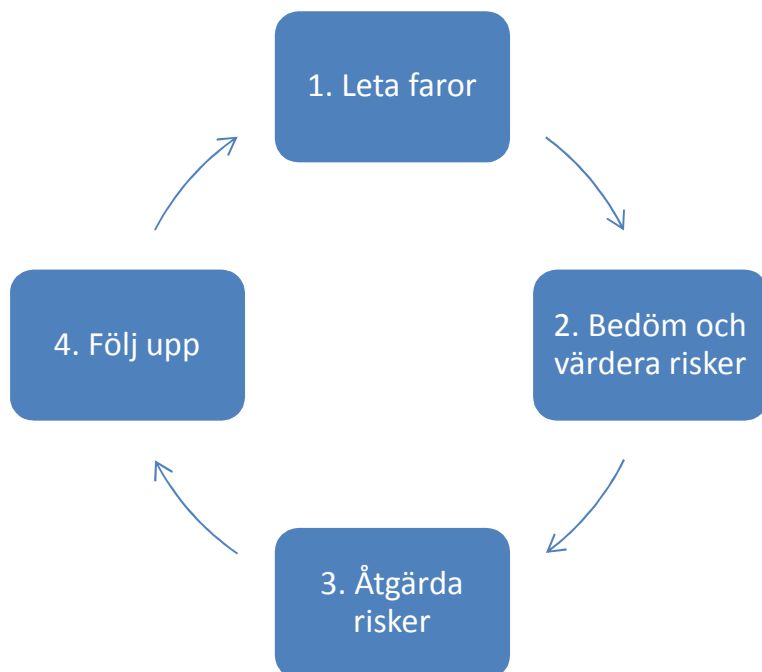 1. Leta faror
2. Bedöm och
värdera risker
3. Åtgärda
risker
4. Följ upp